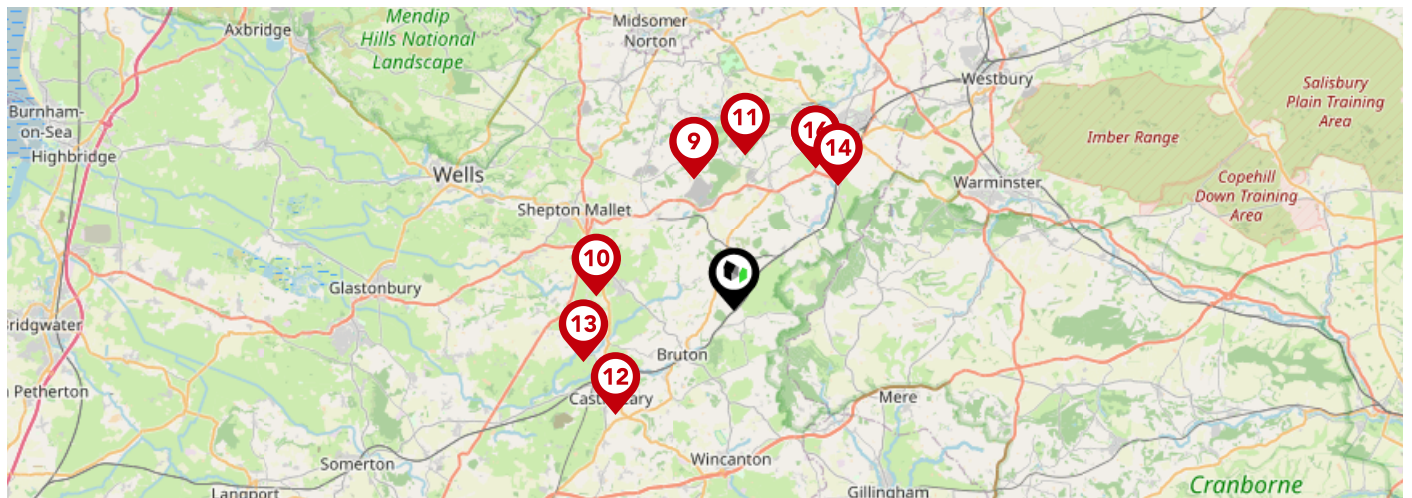 Axbridge
Mendip
Hills National
Landscape
Midsomer
Norton
Westbury
Salisbury
Plain Training
Area
Burnham-
on-Sea
Highbridge
Wells
11
9
14
Imber Range
Copehill
Down Training
Area
Warminster
Shepton Mallet
10
Glastonbury
13
Bruton
12
Mere
Petherton
Somerton
Wincanton
Langport
Gillingham
Cranborne